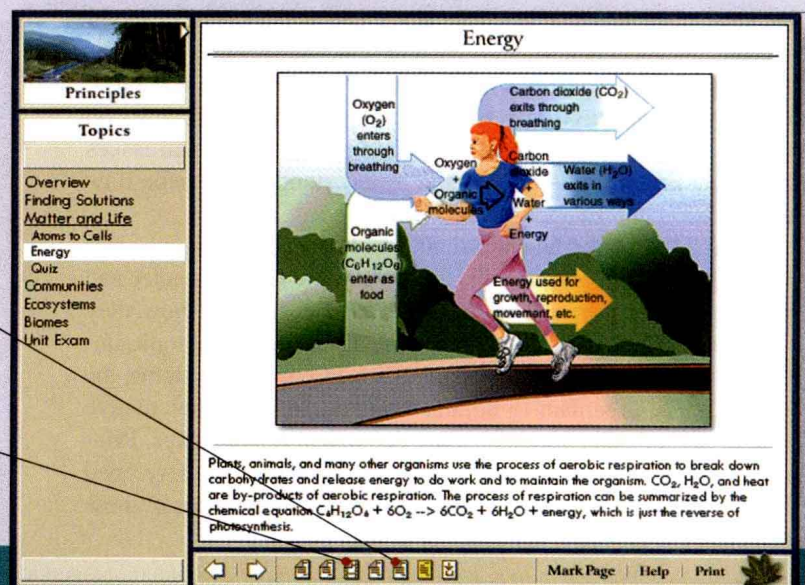 Principles
Topics
Overview
Finding Solutions
Matter and Life
Atoms to Cells
Energy
Quiz
Communities
Ecosystems
Biomes
Unit Exam
Energy
Oxygen
(O₂)
enters
through
breathing
Carbon dioxide (CO₂)
exits through
breathing
Oxygen
+
Organic
molecules
Carbon
dioxide
+
Water
+
Energy
Water (H₂O)
exits in
various ways
Organic
molecules
(C₆H₁₂O₆)
enter as
food
Energy used for
growth, reproduction,
movement, etc.
Plants, animals, and many other organisms use the process of aerobic respiration to break down
carbohydrates and release energy to do work and to maintain the organism. CO₂, H₂O, and heat
are by-products of aerobic respiration. The process of respiration can be summarized by the
chemical equation C₆H₁₂O₆ + 6O₂ --> 6CO₂ + 6H₂O + energy, which is just the reverse of
photosynthesis.
Mark Page | Help | Print